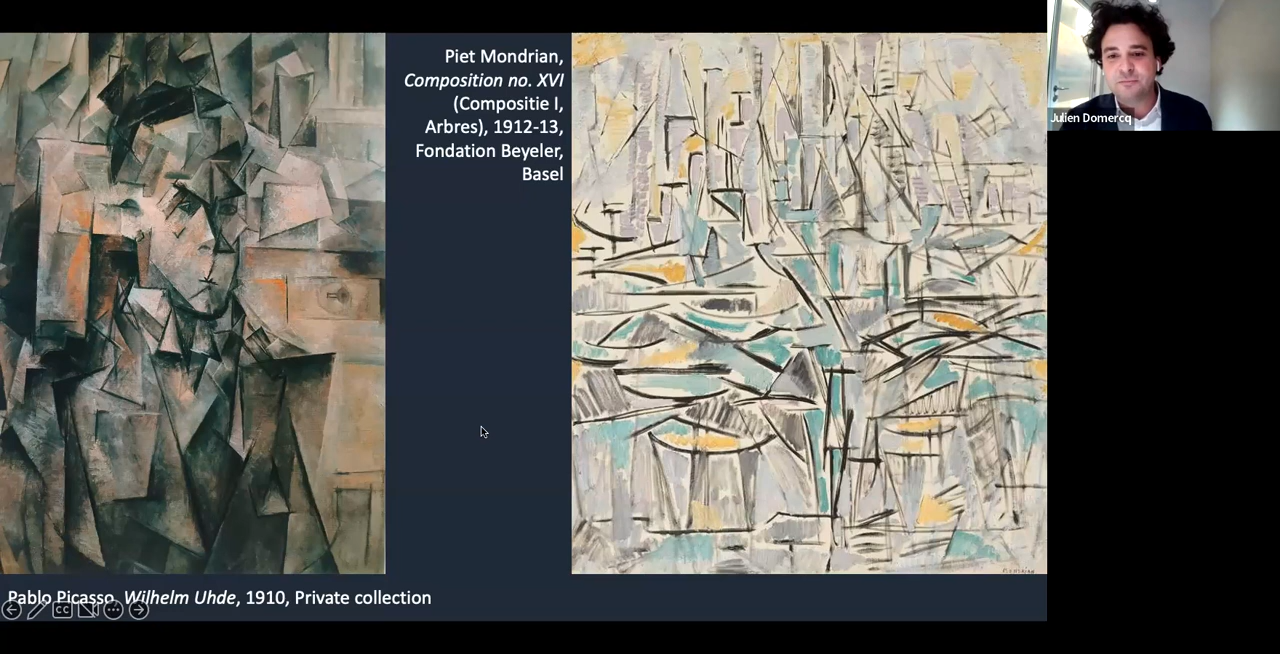 Piet Mondrian,
Composition no. XVI
(Compositie I,
Arbres), 1912-13,
Fondation Beyeler,
Basel
Julien Domercq
Pablo Picasso, Wilhelm Uhde, 1910, Private collection
CC